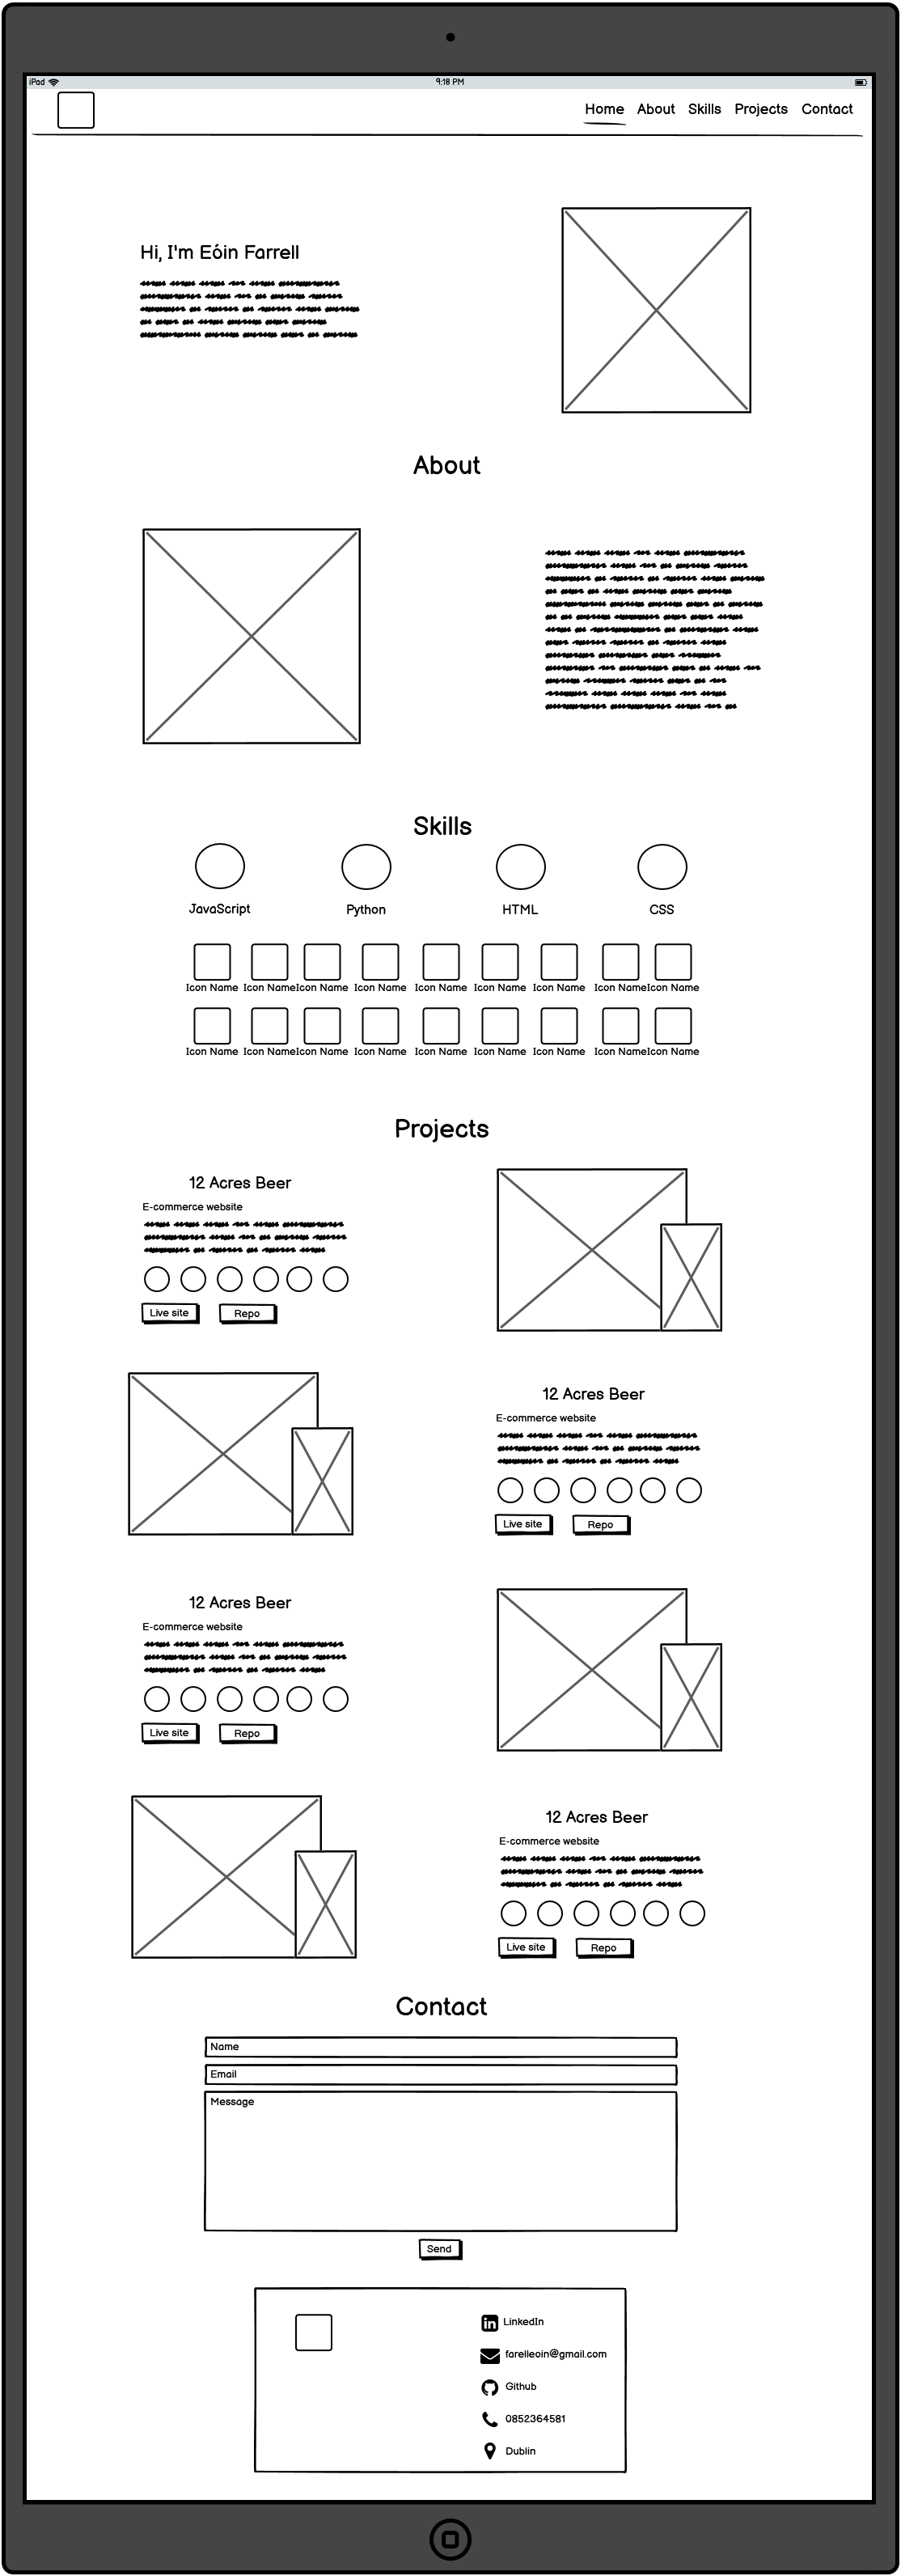 iPad
9:18 PM
Home About Skills Projects Contact
Hi, I'm Eóin Farrell
About
Skills
JavaScript Python HTML CSS
Icon Name Icon Name Icon Name Icon Name Icon Name Icon Name Icon Name Icon Name Icon Name
Icon Name Icon Name Icon Name Icon Name Icon Name Icon Name Icon Name Icon Name Icon Name
Projects
12 Acres Beer
E-commerce website
Live site Repo
12 Acres Beer
E-commerce website
Live site Repo
12 Acres Beer
E-commerce website
Live site Repo
12 Acres Beer
E-commerce website
Live site Repo
Contact
Name
Email
Message
Send
in LinkedIn
farelleoin@gmail.com
Github
0852364581
Dublin